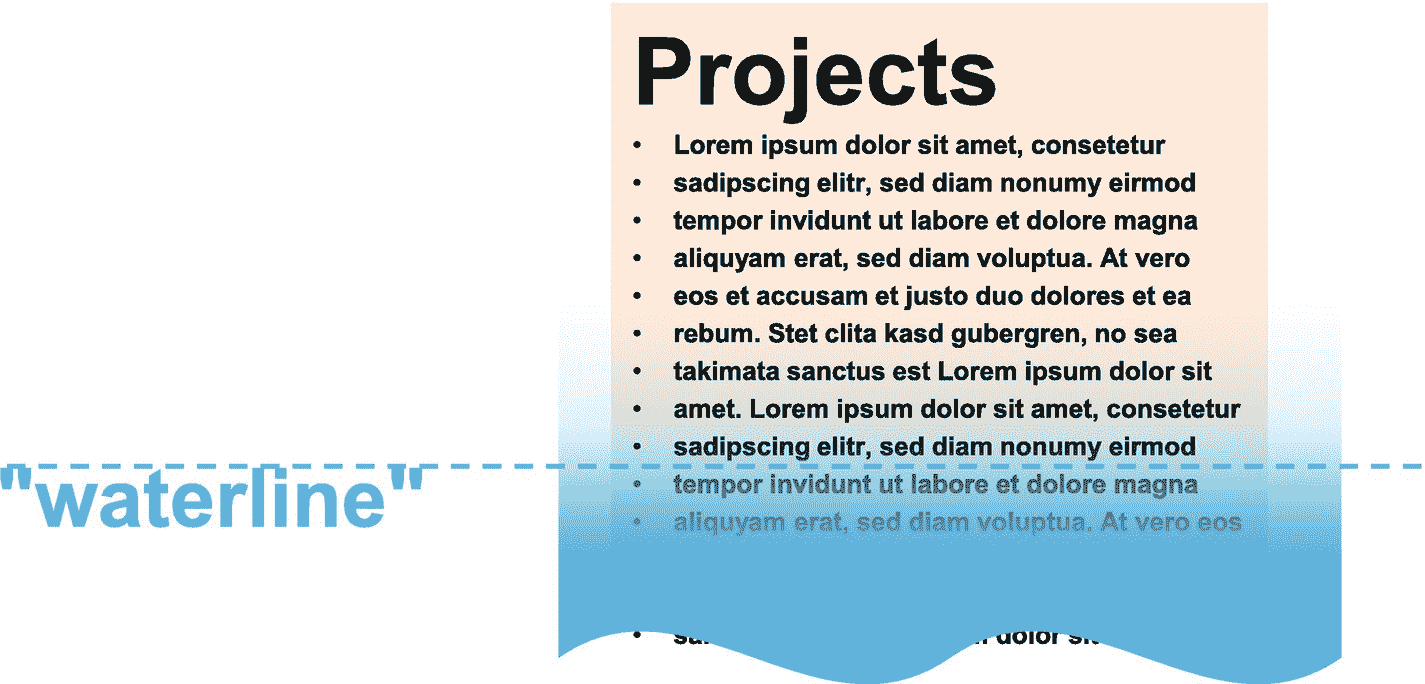 Projects
• Lorem ipsum dolor sit amet, consetetur
• sadipscing elitr, sed diam nonumy eirmod
• tempor invidunt ut labore et dolore magna
• aliquyam erat, sed diam voluptua. At vero
• eos et accusam et justo duo dolores et ea
• rebum. Stet clita kasd gubergren, no sea
• takimata sanctus est Lorem ipsum dolor sit
• amet. Lorem ipsum dolor sit amet, consetetur
• sadipscing elitr, sed diam nonumy eirmod
"waterline"
• tempor invidunt ut labore et dolore magna
• aliquyam erat, sed diam voluptua. At vero eos
• dolor